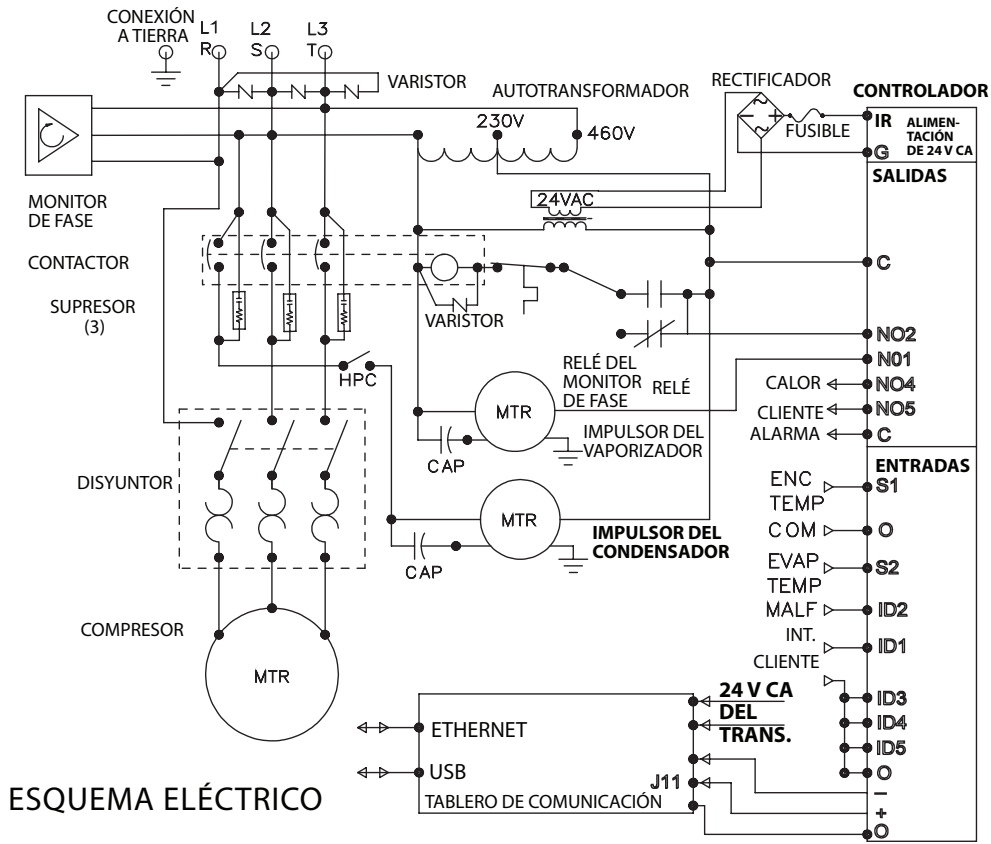 CONEXIÓN
A TIERRA
L1
R
L2
S
L3
T
VARISTOR
AUTOTRANSFORMADOR
230V
460V
RECTIFICADOR
FUSIBLE
CONTROLADOR
IR
ALIMEN-
TACIÓN
DE 24 V CA
G
SALIDAS
MONITOR
DE FASE
24VAC
CONTACTOR
C
SUPRESOR
(3)
VARISTOR
NO2
N01
HPC
RELÉ DEL
MONITOR
DE FASE
RELÉ
CALOR
NO4
CLIENTE
NO5
ALARMA
C
MTR
CAP
IMPULSOR DEL
VAPORIZADOR
DISYUNTOR
ENTRADAS
ENC
TEMP
S1
MTR
CAP
IMPULSOR DEL
CONDENSADOR
COM
O
EVAP
TEMP
S2
MALF
ID2
COMPRESOR
INT.
CLIENTE
ID1
MTR
24 V CA
DEL
TRANS.
ID3
ID4
ID5
O
ETHERNET
USB
J11
TABLERO DE COMUNICACIÓN
–
+
O
ESQUEMA ELÉCTRICO